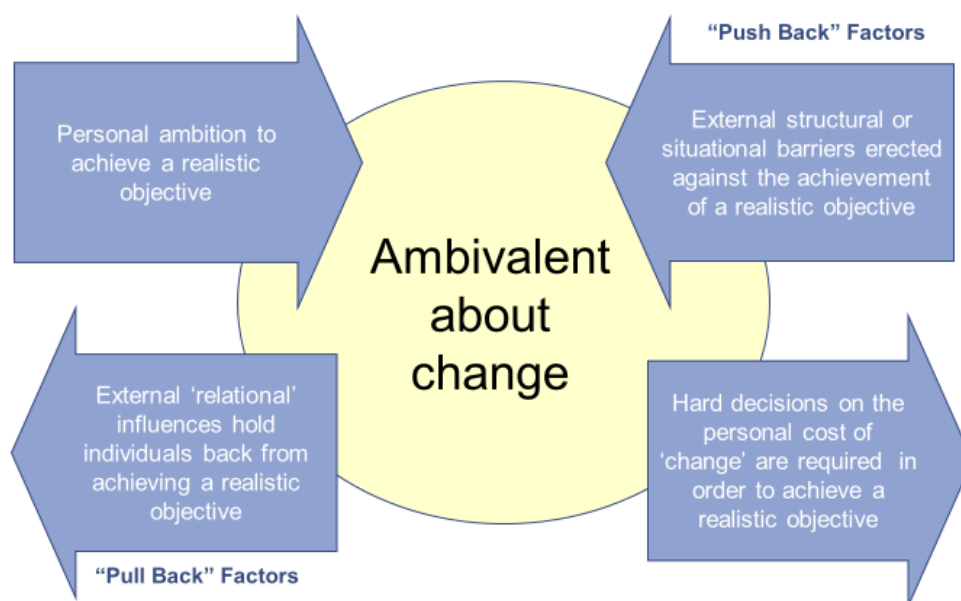 “Push Back” Factors
Personal ambition to
achieve a realistic
objective
External structural or
situational barriers erected
against the achievement
of a realistic objective
Ambivalent
about
change
External ‘relational’
influences hold
individuals back from
achieving a realistic
objective
“Pull Back” Factors
Hard decisions on the
personal cost of
‘change’ are required in
order to achieve a
realistic objective